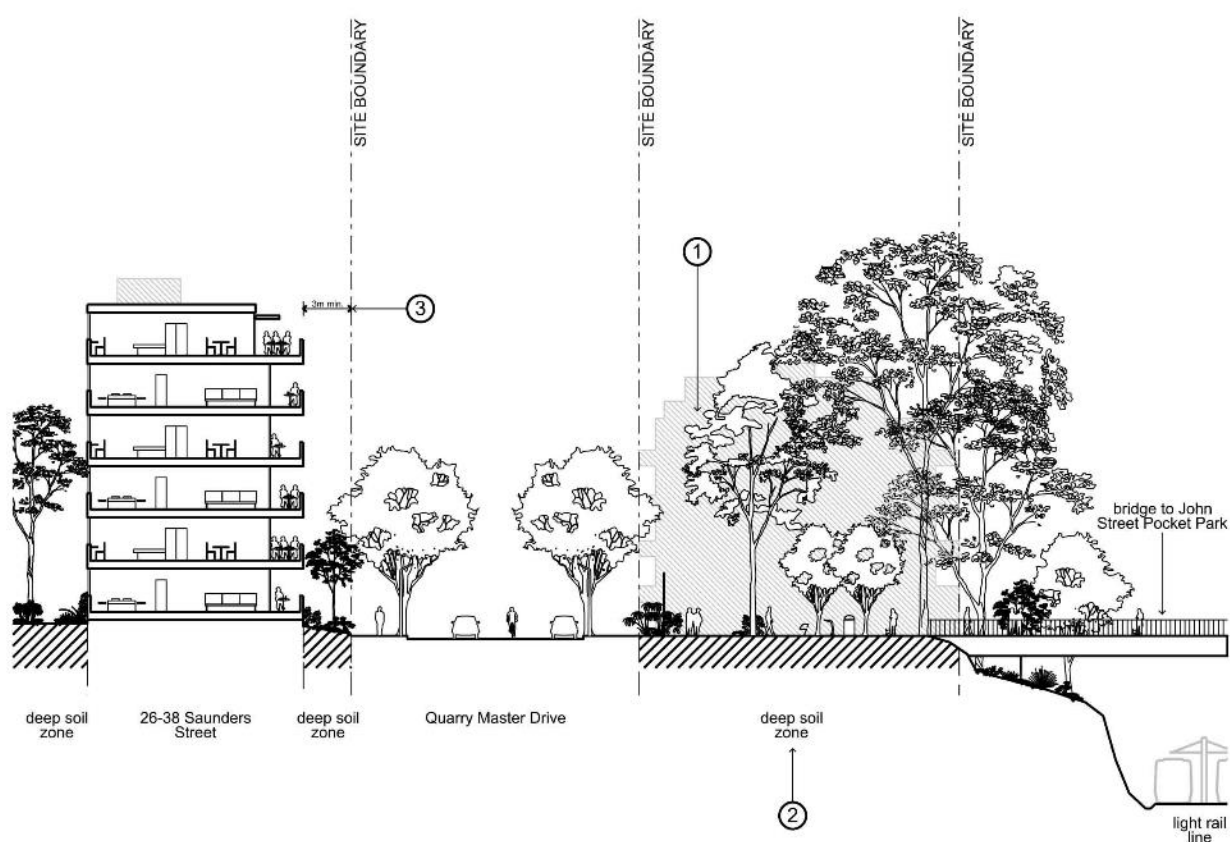 SITE BOUNDARY
SITE BOUNDARY
SITE BOUNDARY
1
3m min.
3
bridge to John
Street Pocket Park
deep soil
zone
26-38 Saunders
Street
deep soil
zone
Quarry Master Drive
deep soil
zone
2
light rail
line